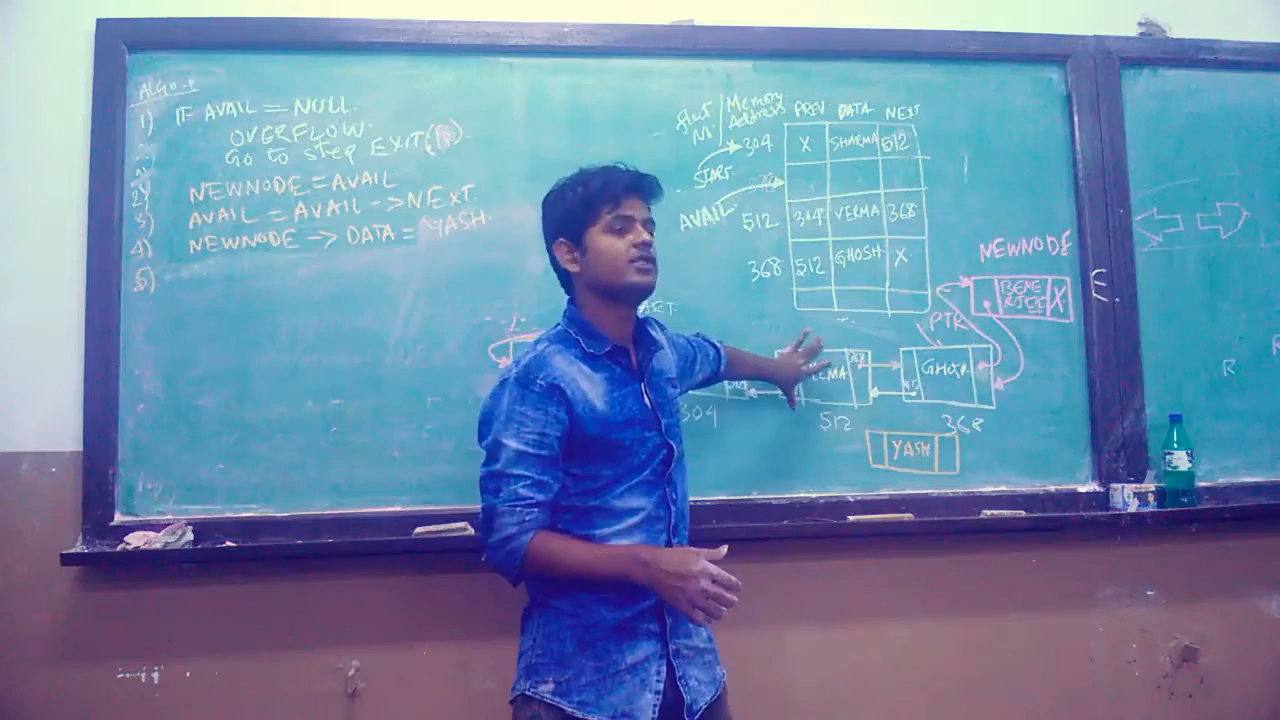 ALGO
1) IF AVAIL = NULL.
OVERFLOW.
GO to step EXIT
2) NEWNODE = AVAIL
3) AVAIL = AVAIL -> NEXT.
4) NEWNODE -> DATA = YASH
5)
Memory Address PREV DATA NEXT
304 X SHARMA 512
START
AVAIL
512 304 VERMA 368
368 512 GHOSH X
NEWNODE
X
PTR
368 GHOSH
304 512 368
YASH
E
R